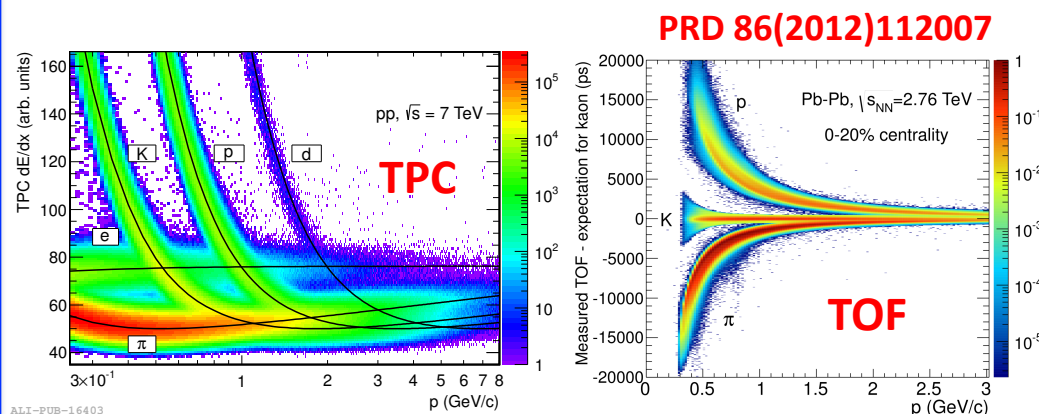 PRD 86(2012)112007
TPC dE/dx (arb. units)
160
140
120
100
80
60
40
pp, √s = 7 TeV
K
p
d
e
π
TPC
3×10⁻¹
1
2
3
4
5
6
7
8
p (GeV/c)
10⁵
10⁴
10³
10²
10
1
ALI-PUB-16403
Measured TOF - expectation for kaon (ps)
20000
15000
10000
5000
0
-5000
-10000
-15000
-20000
Pb-Pb, √sNN=2.76 TeV
0-20% centrality
p
K
π
TOF
0
0.5
1
1.5
2
2.5
3
p (GeV/c)
1
10⁻¹
10⁻²
10⁻³
10⁻⁴
10⁻⁵